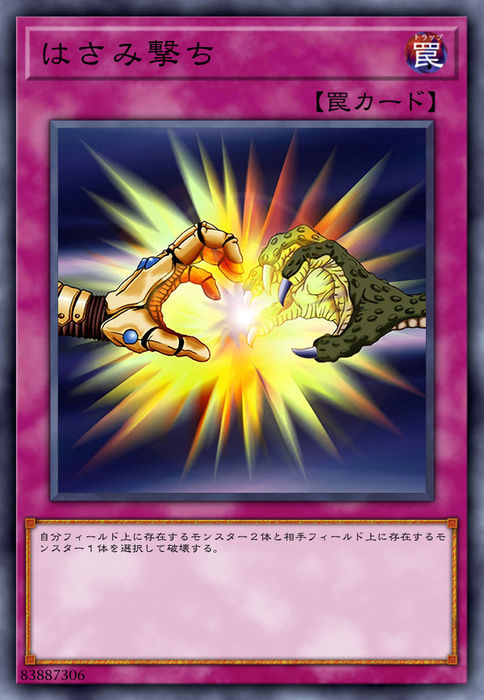 はさみ撃ち
トラップ
罠
【罠カード】
自分フィールド上に存在するモンスター２体と相手フィールド上に存在するモ
ンスター１体を選択して破壊する。
83887306